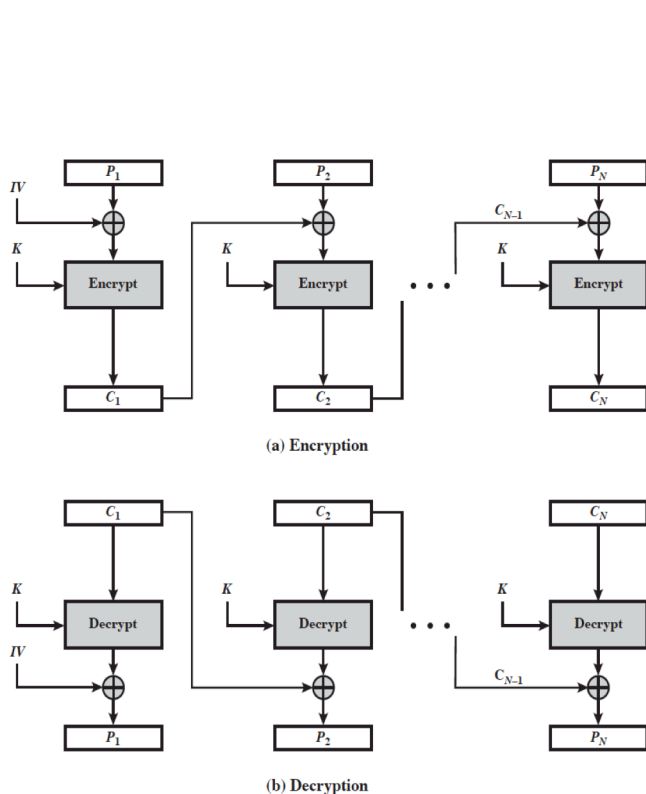 P1 P2 PN
IV
CN–1
K K K
Encrypt Encrypt Encrypt
C1 C2 CN
(a) Encryption
C1 C2 CN
K K K
Decrypt Decrypt Decrypt
IV
CN–1
P1 P2 PN
(b) Decryption